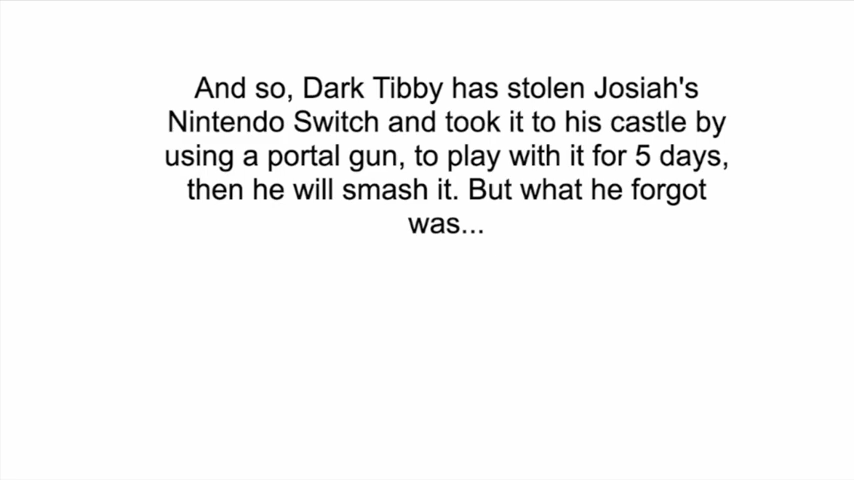 And so, Dark Tibby has stolen Josiah's
Nintendo Switch and took it to his castle by
using a portal gun, to play with it for 5 days,
then he will smash it. But what he forgot
was...